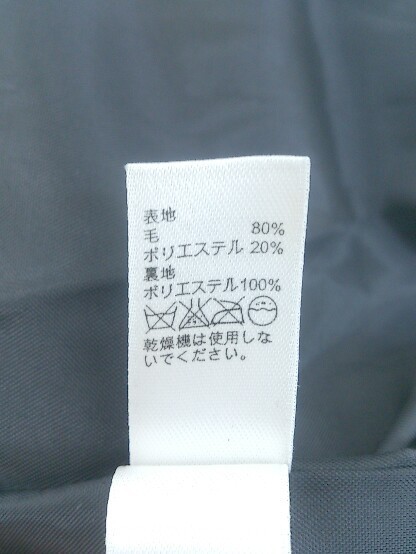 表地
毛 80%
ポリエステル 20%
裏地
ポリエステル100%
乾燥機は使用しな
いでください。